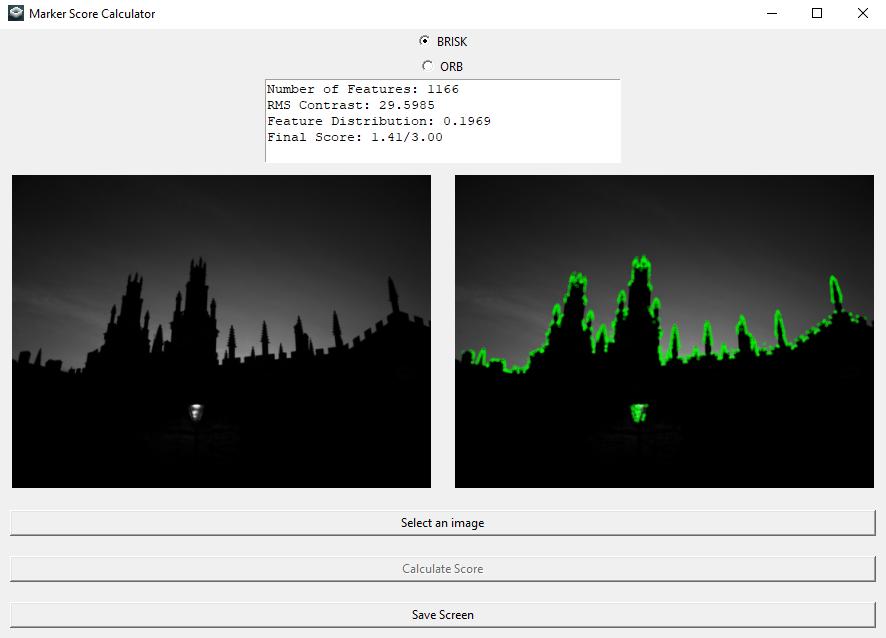 Marker Score Calculator
BRISK
ORB
Number of Features: 1166
RMS Contrast: 29.5985
Feature Distribution: 0.1969
Final Score: 1.41/3.00
Select an image
Calculate Score
Save Screen